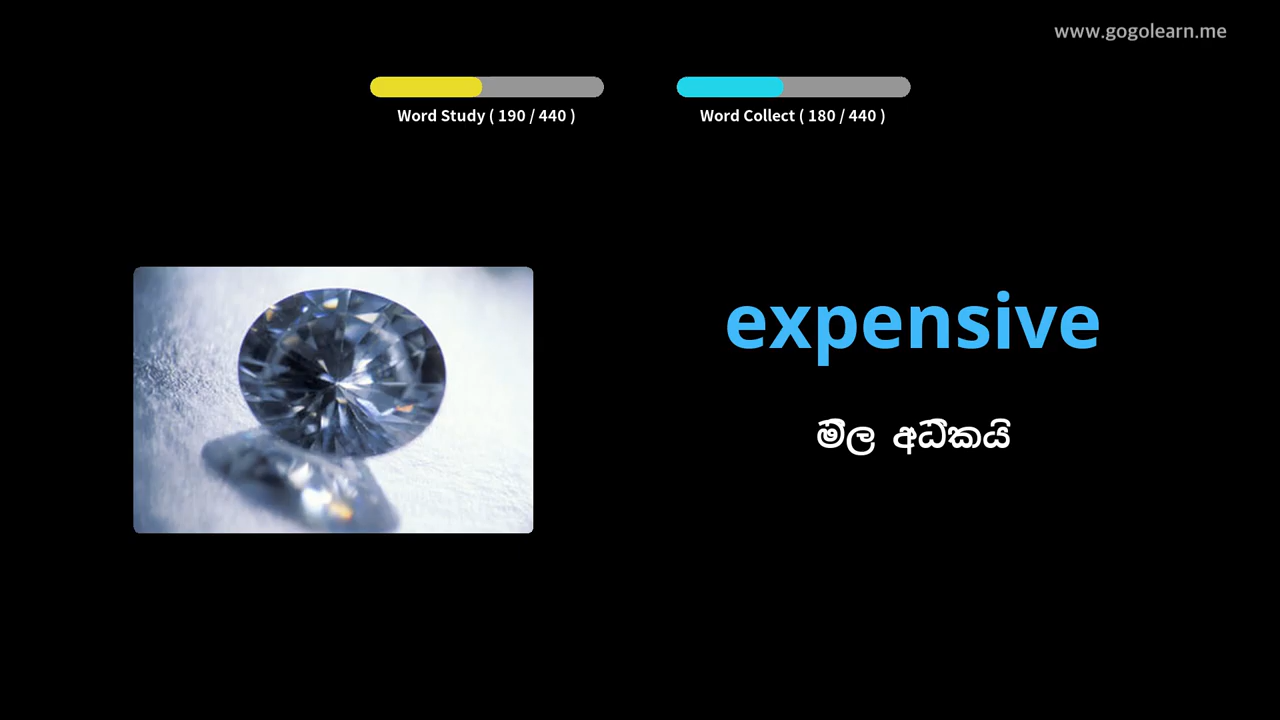 www.gogolearn.me
Word Study ( 190 / 440 )
Word Collect ( 180 / 440 )
expensive
මිල අධිකයි